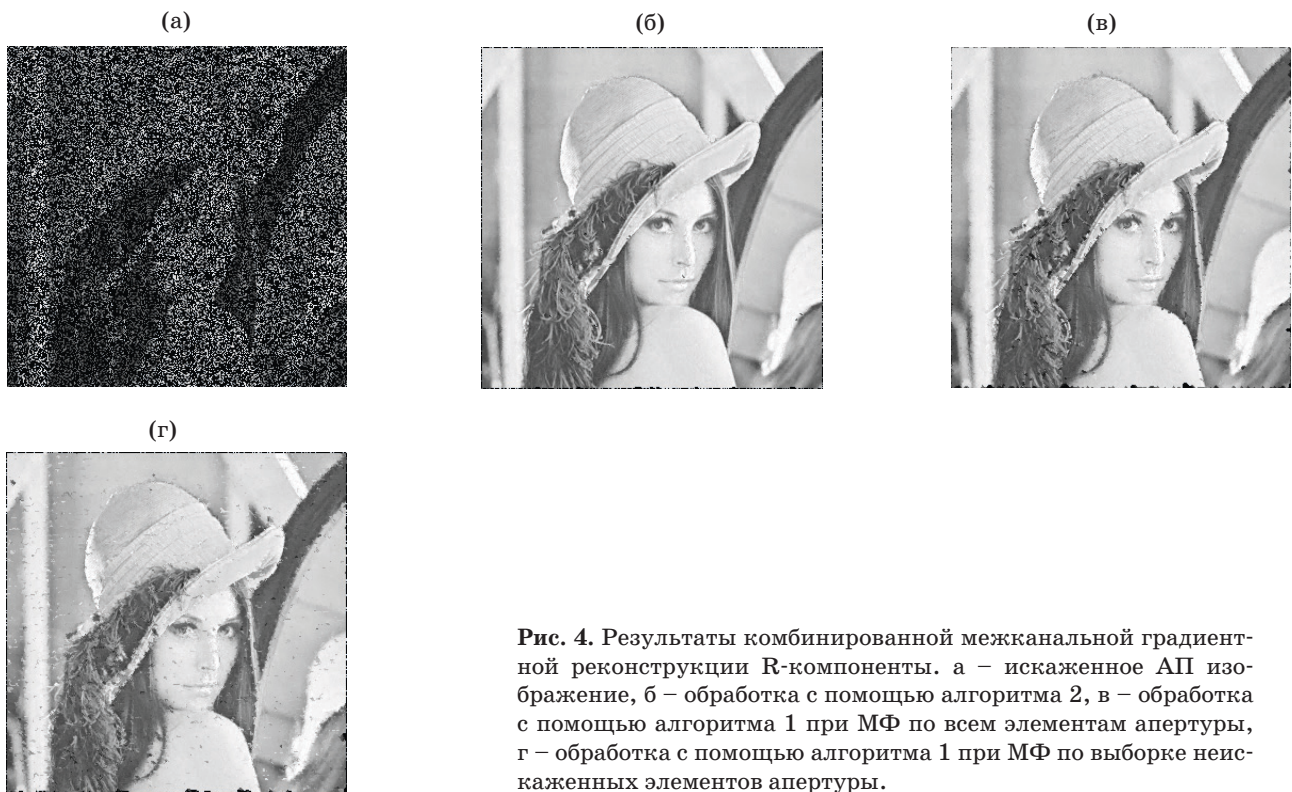 (а)
(б)
(в)
(г)
Рис. 4. Результаты комбинированной межканальной градиент-
ной реконструкции R-компоненты. а – искаженное АП изо-
бражение, б – обработка с помощью алгоритма 2, в – обработка
с помощью алгоритма 1 при МФ по всем элементам апертуры,
г – обработка с помощью алгоритма 1 при МФ по выборке неис-
каженных элементов апертуры.